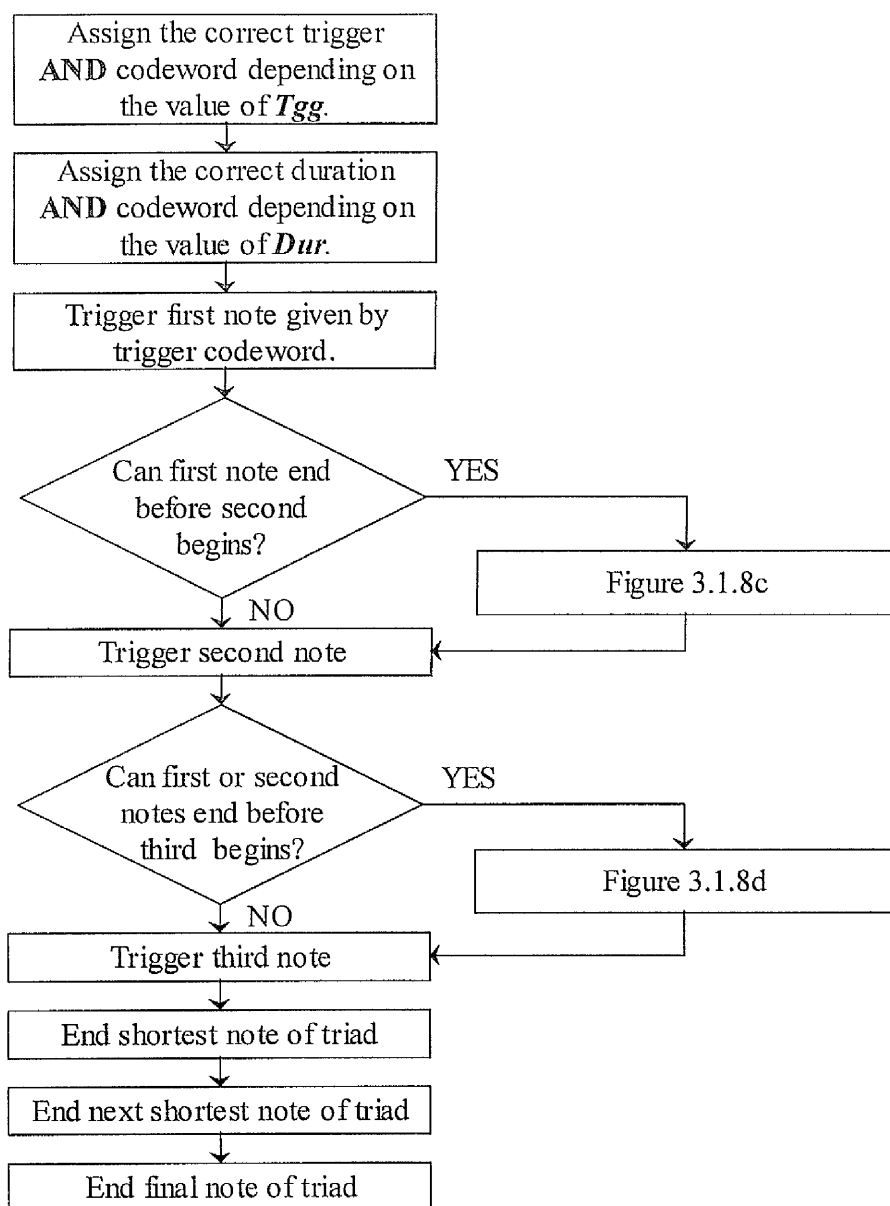 Assign the correct trigger
AND codeword depending on
the value of Tgg.
Assign the correct duration
AND codeword depending on
the value of Dur.
Trigger first note given by
trigger codeword.
Can first note end
before second
begins?
YES
Figure 3.1.8c
NO
Trigger second note
Can first or second
notes end before
third begins?
YES
Figure 3.1.8d
NO
Trigger third note
End shortest note of triad
End next shortest note of triad
End final note of triad